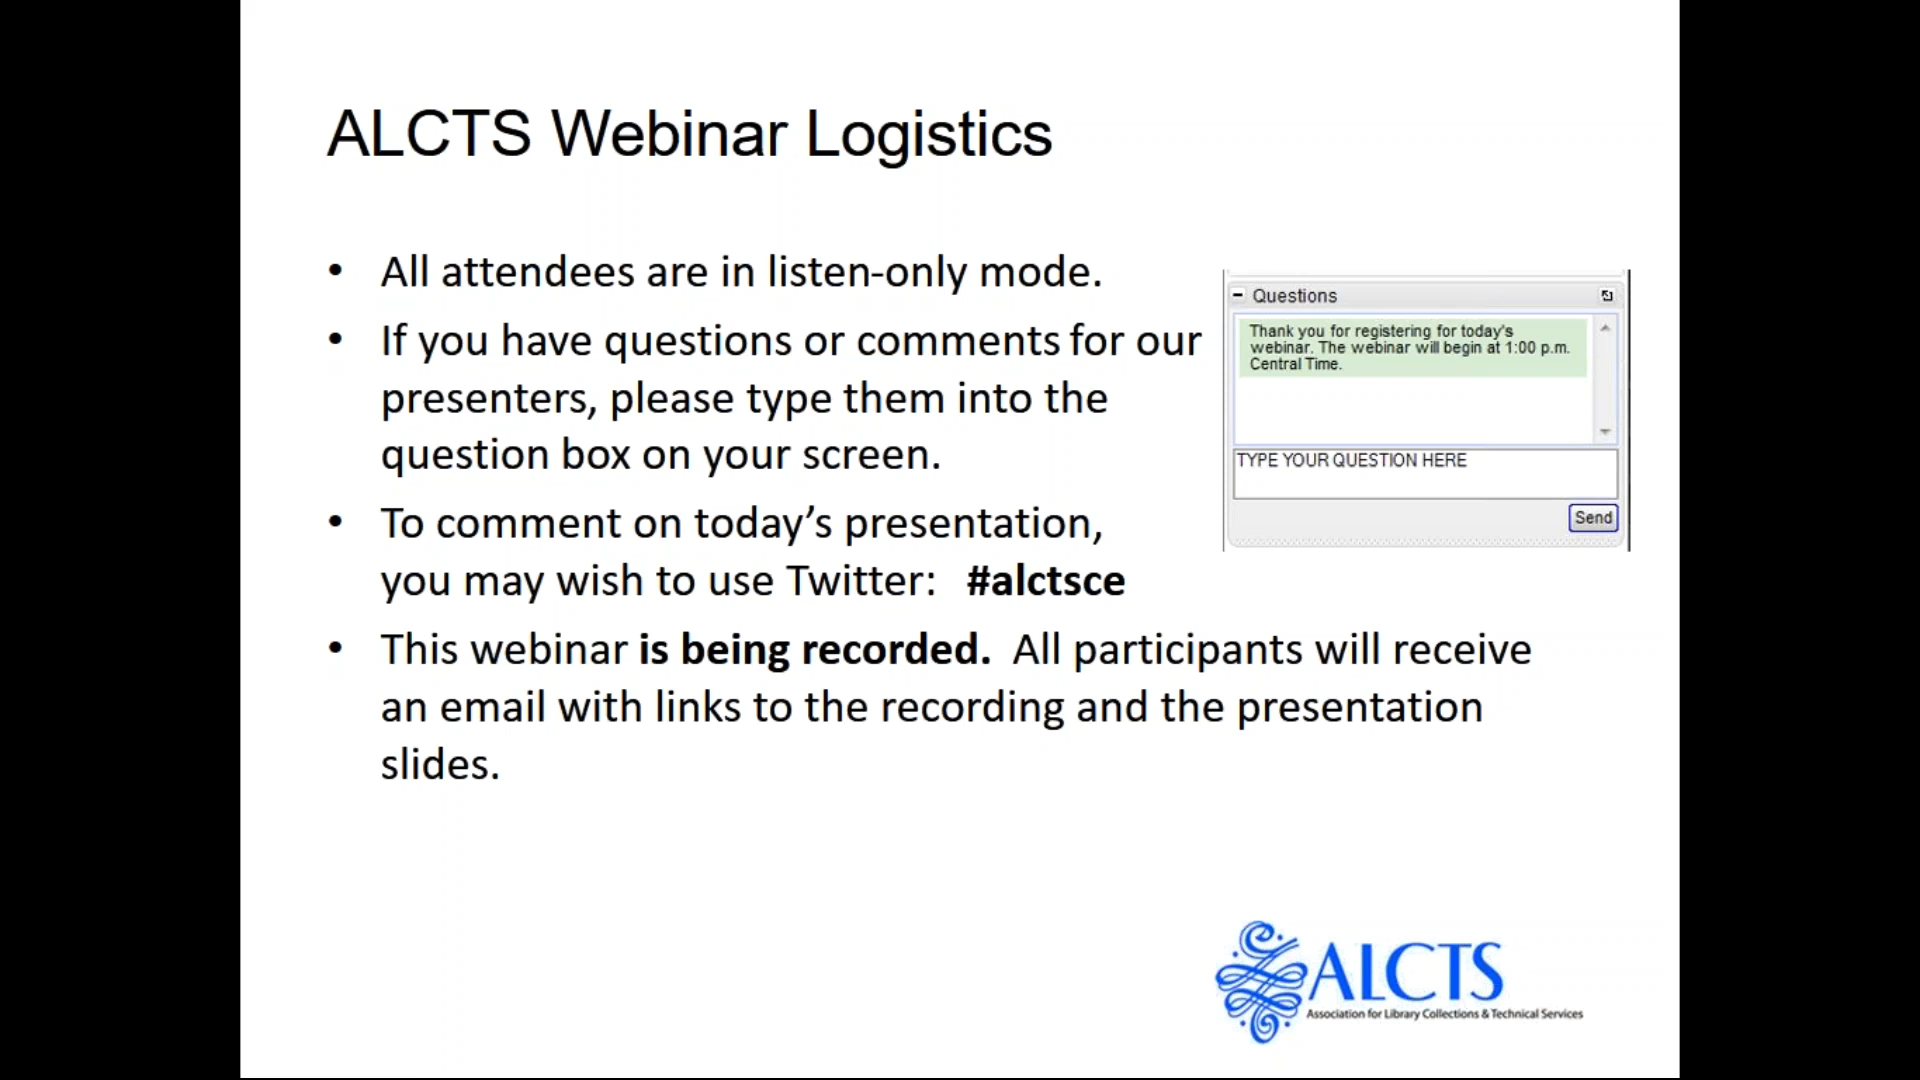 ALCTS Webinar Logistics
• All attendees are in listen-only mode.
• If you have questions or comments for our
presenters, please type them into the
question box on your screen.
• To comment on today’s presentation,
you may wish to use Twitter: #alctsce
• This webinar is being recorded. All participants will receive
an email with links to the recording and the presentation
slides.
Questions
Thank you for registering for today's
webinar. The webinar will begin at 1:00 p.m.
Central Time.
TYPE YOUR QUESTION HERE
Send
ALCTS
Association for Library Collections & Technical Services